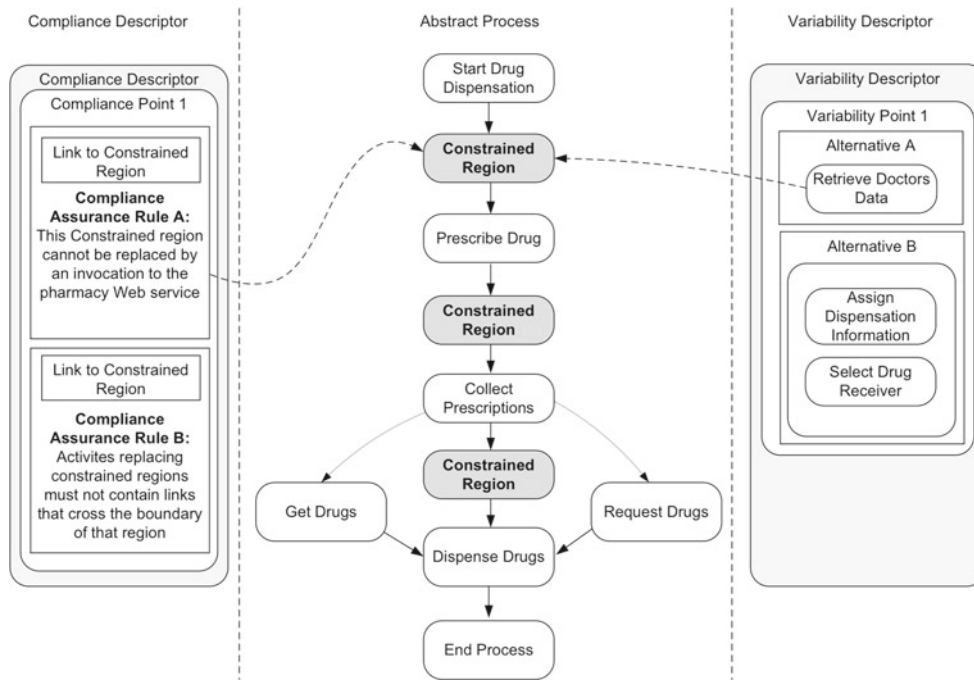 Compliance Descriptor
Abstract Process
Variability Descriptor
Compliance Descriptor
Compliance Point 1
Link to Constrained
Region
Compliance
Assurance Rule A:
This Constrained region
cannot be replaced by
an invocation to the
pharmacy Web service
Link to Constrained
Region
Compliance
Assurance Rule B:
Activites replacing
constrained regions
must not contain links
that cross the boundary
of that region
Start Drug
Dispensation
Constrained
Region
Prescribe Drug
Constrained
Region
Collect
Prescriptions
Constrained
Region
Get Drugs
Request Drugs
Dispense Drugs
End Process
Variability Descriptor
Variability Point 1
Alternative A
Retrieve Doctors
Data
Alternative B
Assign
Dispensation
Information
Select Drug
Receiver